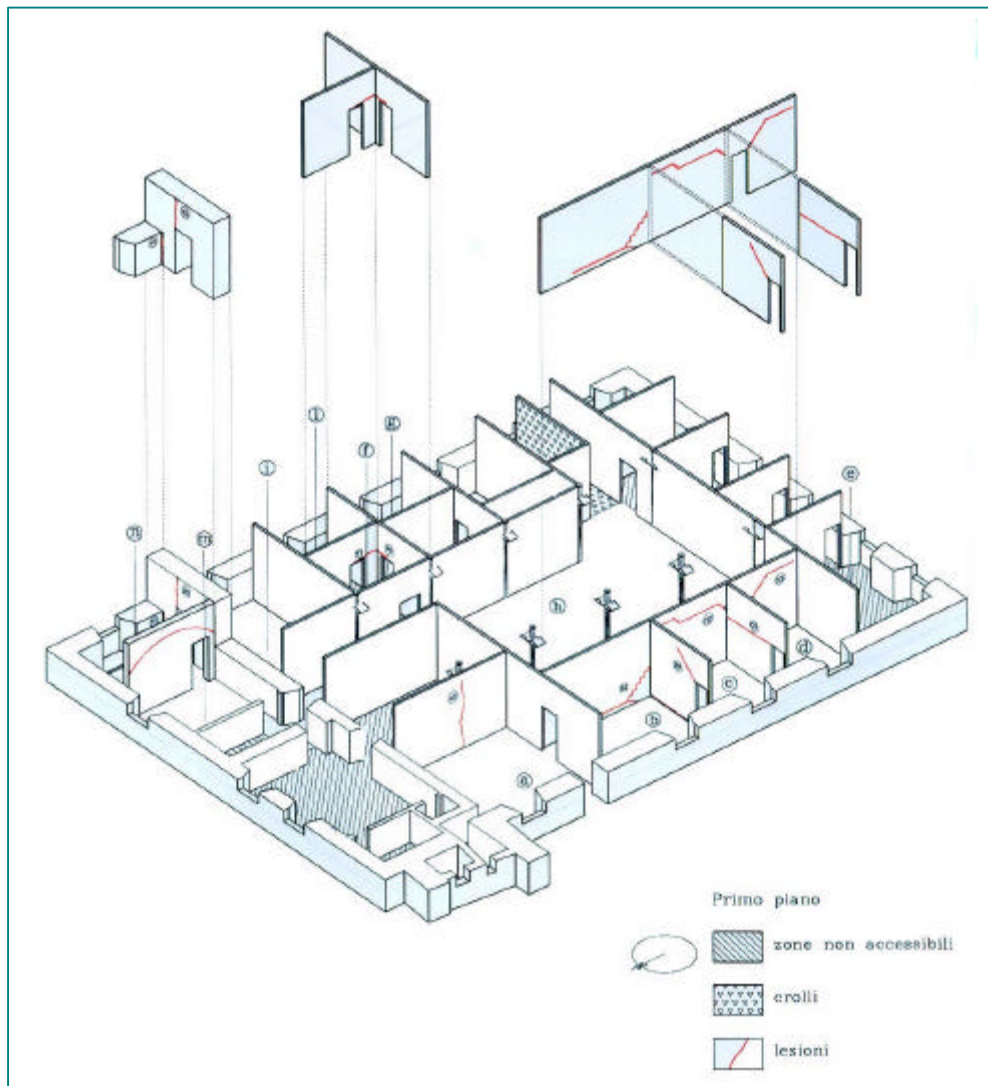 l
g
i
f
e
n
m
h
d
c
b
a
Primo piano
zone non accessibili
crolli
lesioni